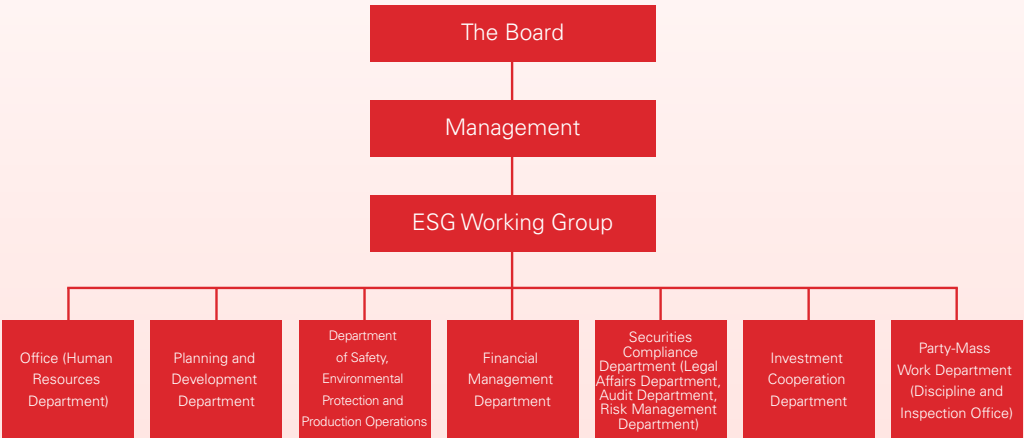 The Board
Management
ESG Working Group
Office (Human
Resources
Department)
Planning and
Development
Department
Department
of Safety,
Environmental
Protection and
Production Operations
Financial
Management
Department
Securities
Compliance
Department (Legal
Affairs Department,
Audit Department,
Risk Management
Department)
Investment
Cooperation
Department
Party-Mass
Work Department
(Discipline and
Inspection Office)